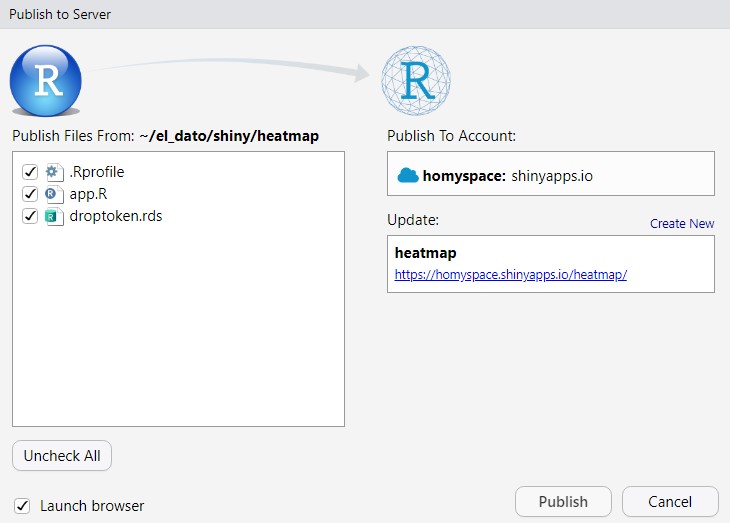 Publish to Server
R
R
Publish Files From: ~/el_dato/shiny/heatmap
.Rprofile
R app.R
R droptoken.rds
Uncheck All
Launch browser
Publish To Account:
homyspace: shinyapps.io
Update:
Create New
heatmap
https://homyspace.shinyapps.io/heatmap/
Publish
Cancel